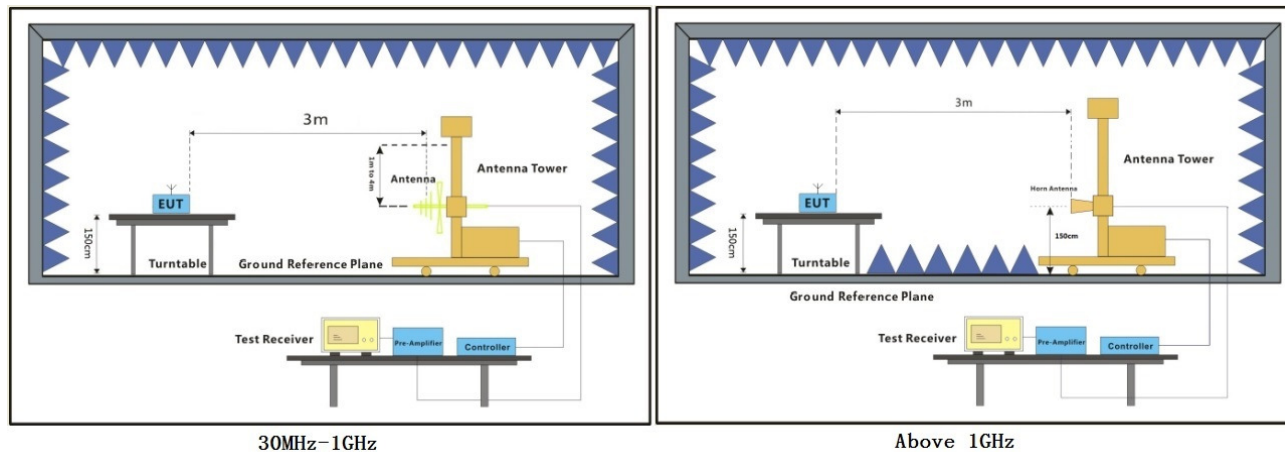 3m
1m to 4m
Antenna
Antenna Tower
EUT
150cm
Turntable
Ground Reference Plane
Test Receiver
Pre-Amplifier
Controller
30MHz-1GHz
3m
Antenna Tower
Horn Antenna
EUT
150cm
150cm
Turntable
Ground Reference Plane
Test Receiver
Pre-Amplifier
Controller
Above 1GHz